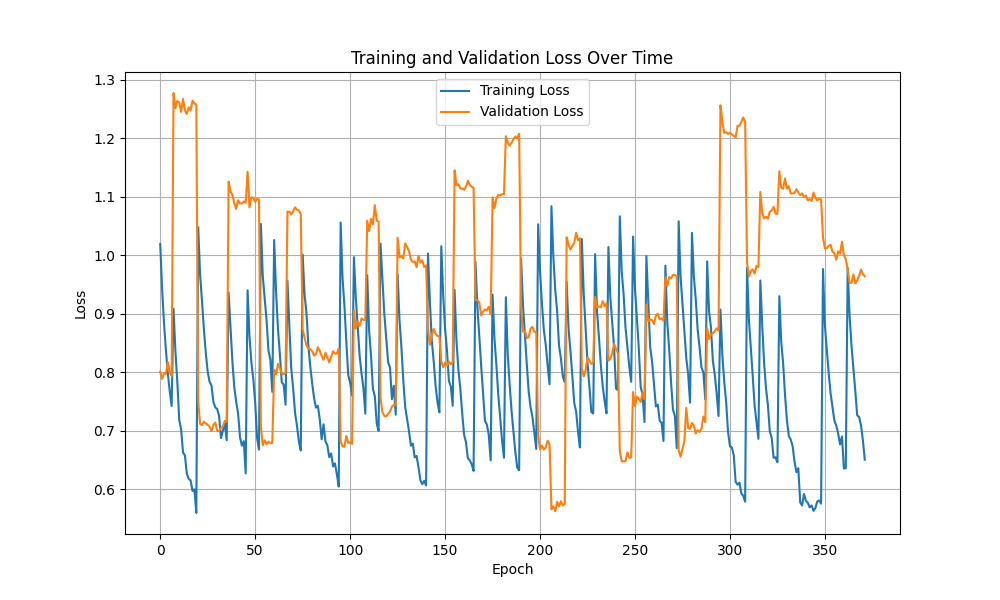 Training and Validation Loss Over Time
Training Loss
Validation Loss
1.3
1.2
1.1
1.0
0.9
0.8
0.7
0.6
Loss
0 50 100 150 200 250 300 350
Epoch